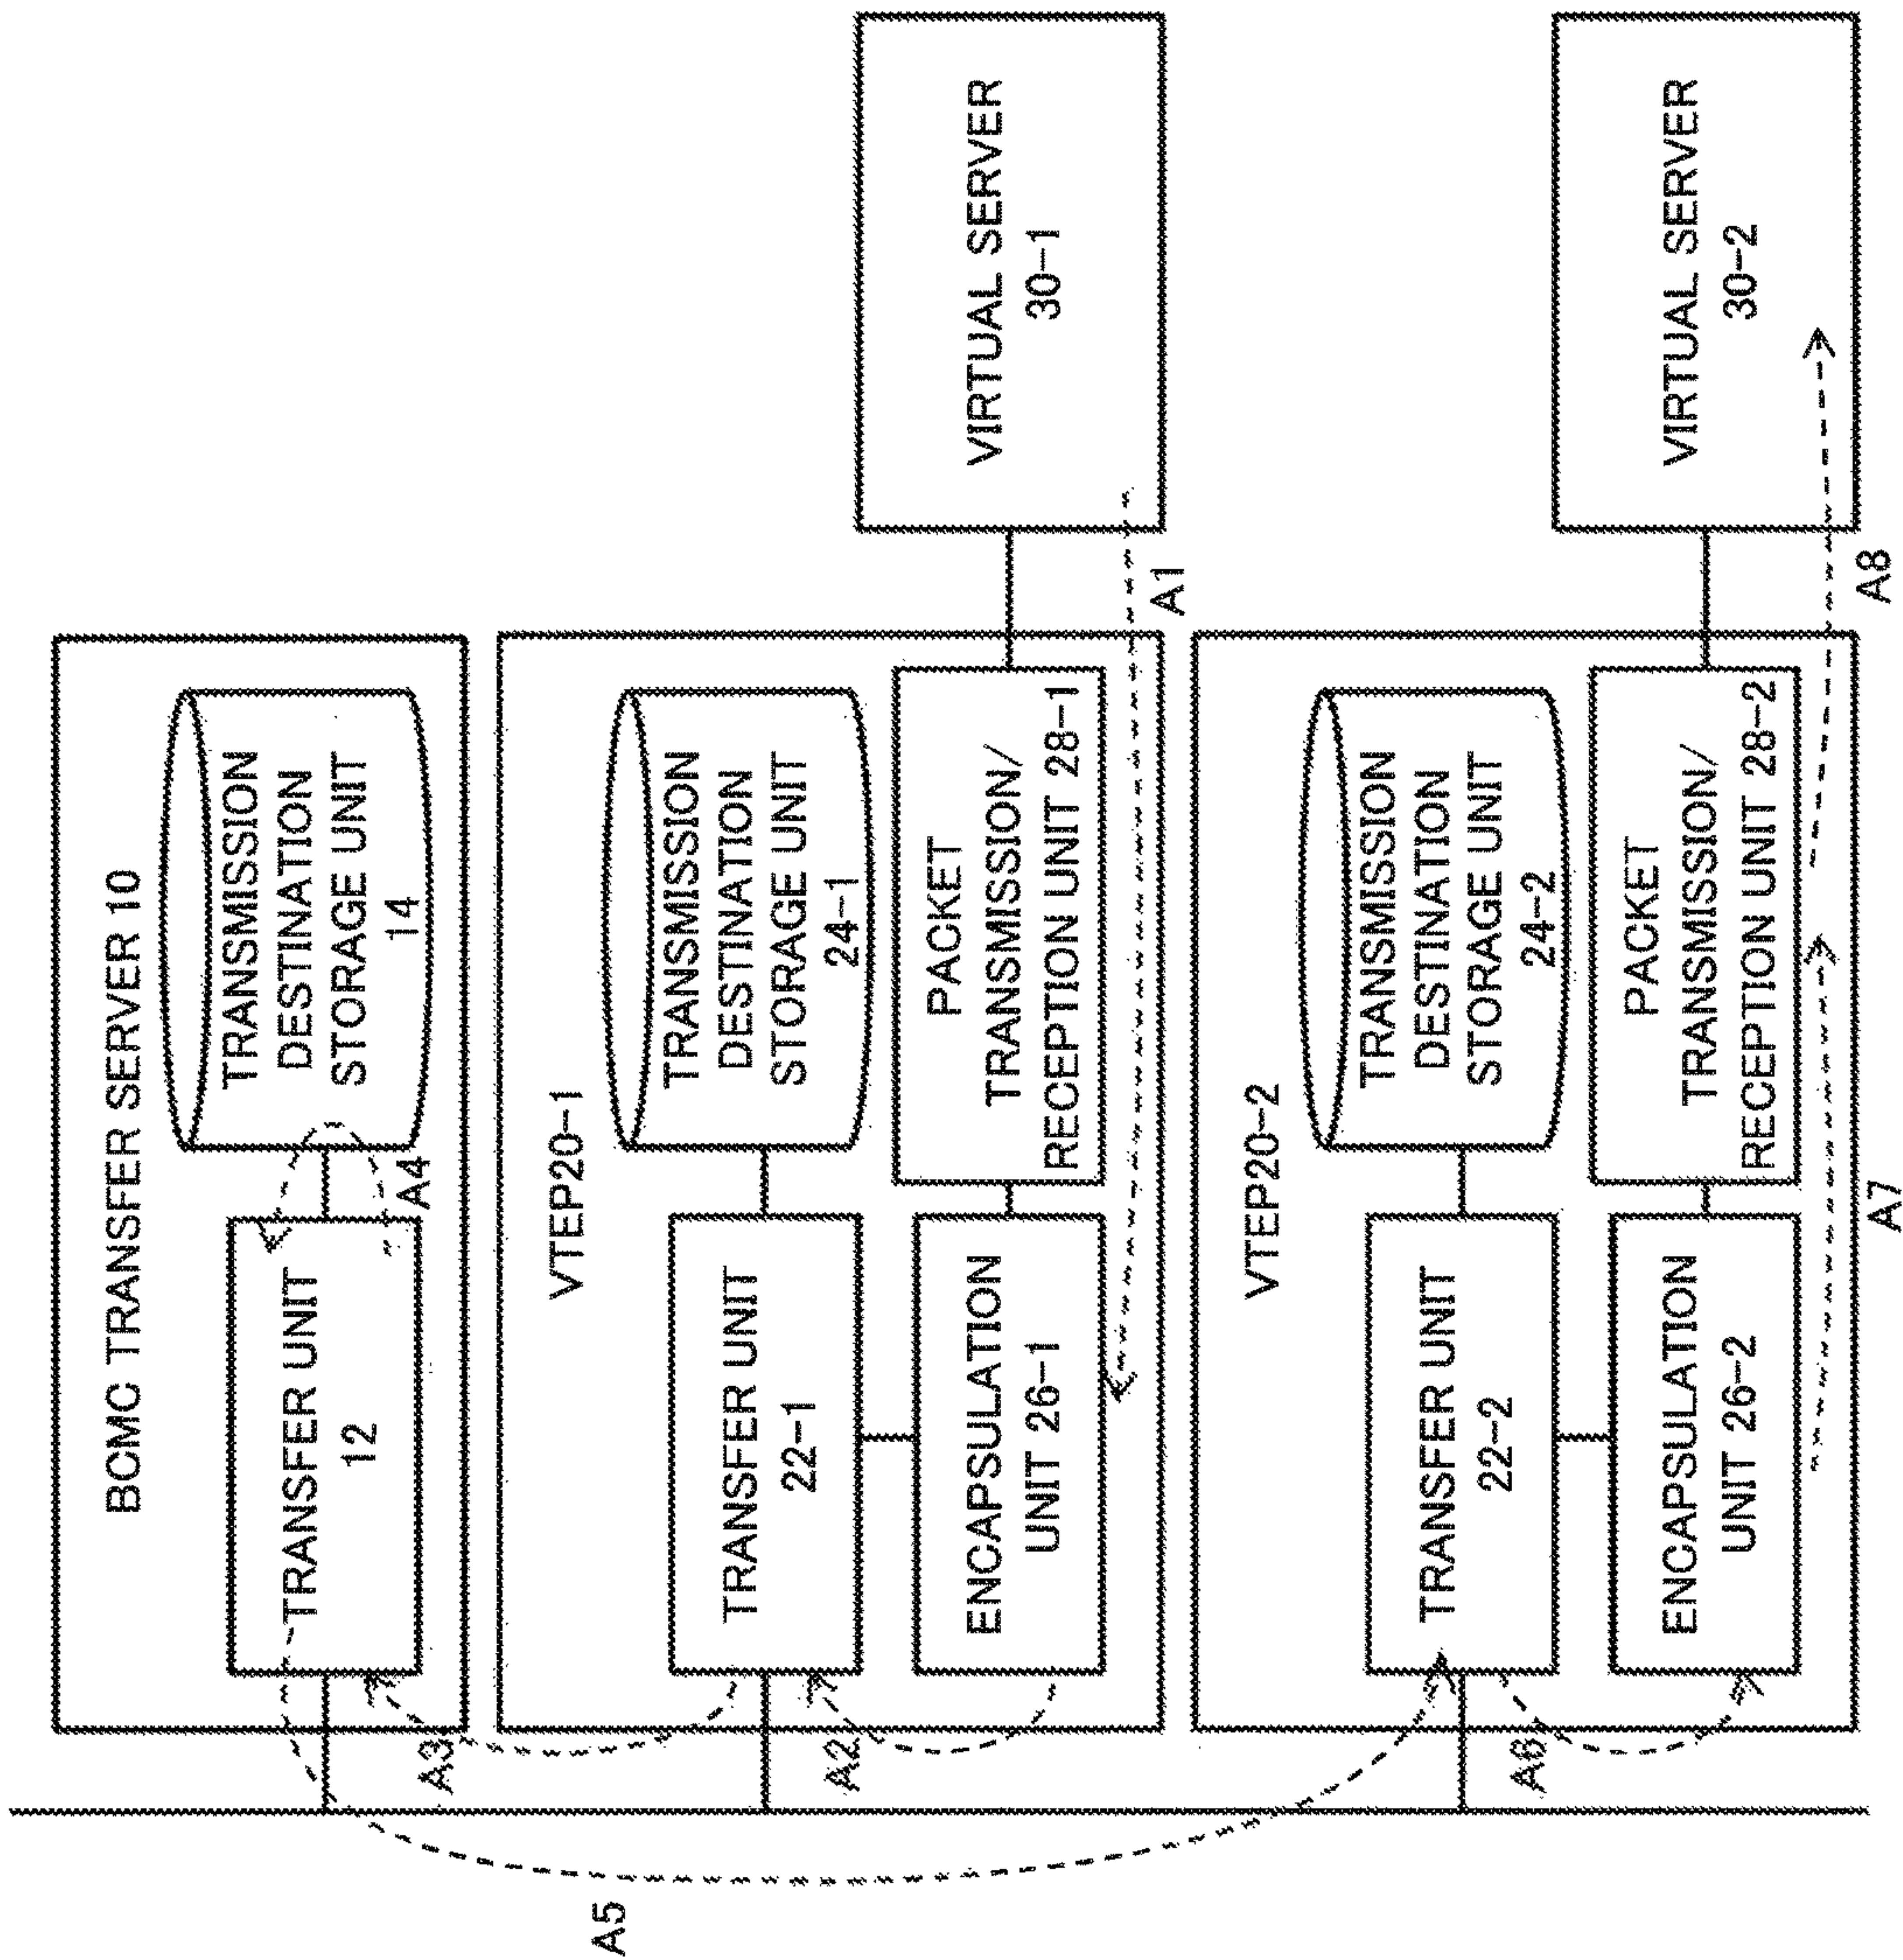 BCMC TRANSFER SERVER 10
TRANSFER UNIT
12
TRANSMISSION
DESTINATION
STORAGE UNIT
14
A4
A3
VTEP20-1
TRANSFER UNIT
22-1
TRANSMISSION
DESTINATION
STORAGE UNIT
24-1
ENCAPSULATION
UNIT 26-1
PACKET
TRANSMISSION/
RECEPTION UNIT 28-1
VIRTUAL SERVER
30-1
A2
A1
A5
VTEP20-2
TRANSFER UNIT
22-2
TRANSMISSION
DESTINATION
STORAGE UNIT
24-2
ENCAPSULATION
UNIT 26-2
PACKET
TRANSMISSION/
RECEPTION UNIT 28-2
VIRTUAL SERVER
30-2
A6
A7
A8